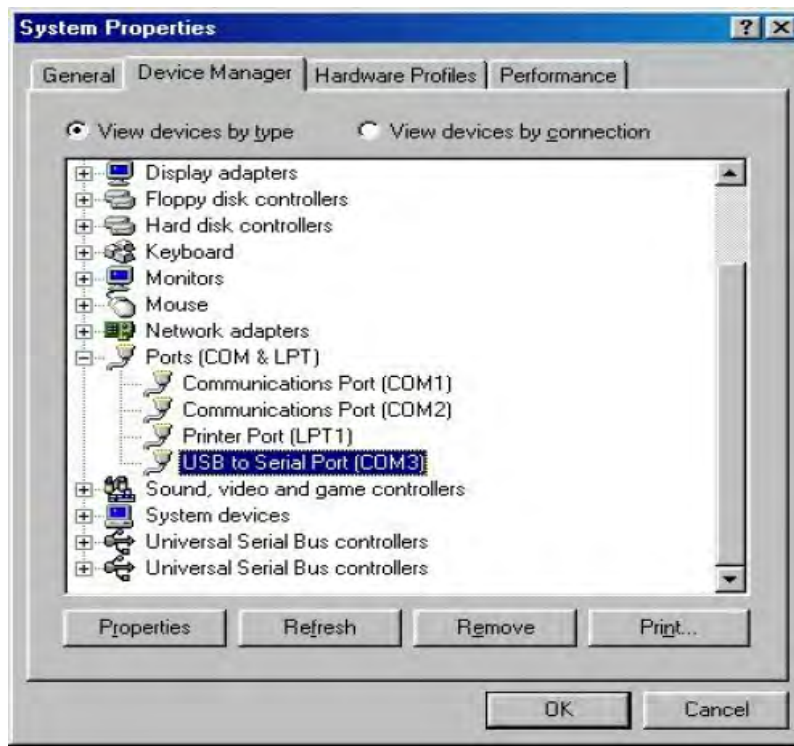 System Properties
General Device Manager Hardware Profiles Performance
View devices by type View devices by connection
Display adapters
Floppy disk controllers
Hard disk controllers
Keyboard
Monitors
Mouse
Network adapters
Ports (COM & LPT)
Communications Port (COM1)
Communications Port (COM2)
Printer Port (LPT1)
USB to Serial Port (COM3)
Sound, video and game controllers
System devices
Universal Serial Bus controllers
Universal Serial Bus controllers
Properties Refresh Remove Print...
OK Cancel